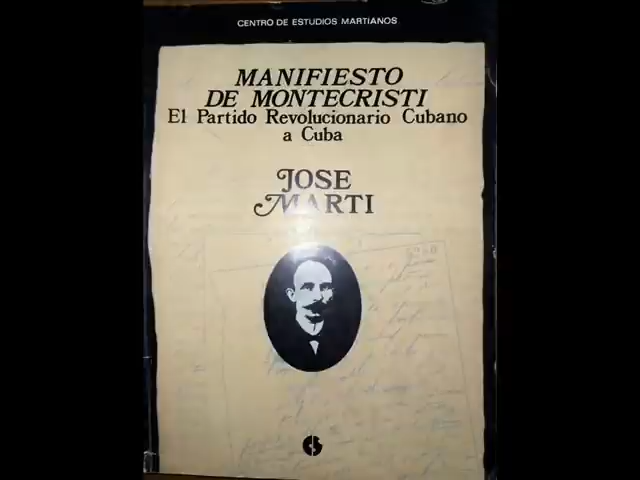 CENTRO DE ESTUDIOS MARTIANOS
MANIFIESTO
DE MONTECRISTI
El Partido Revolucionario Cubano
a Cuba
JOSE
MARTI